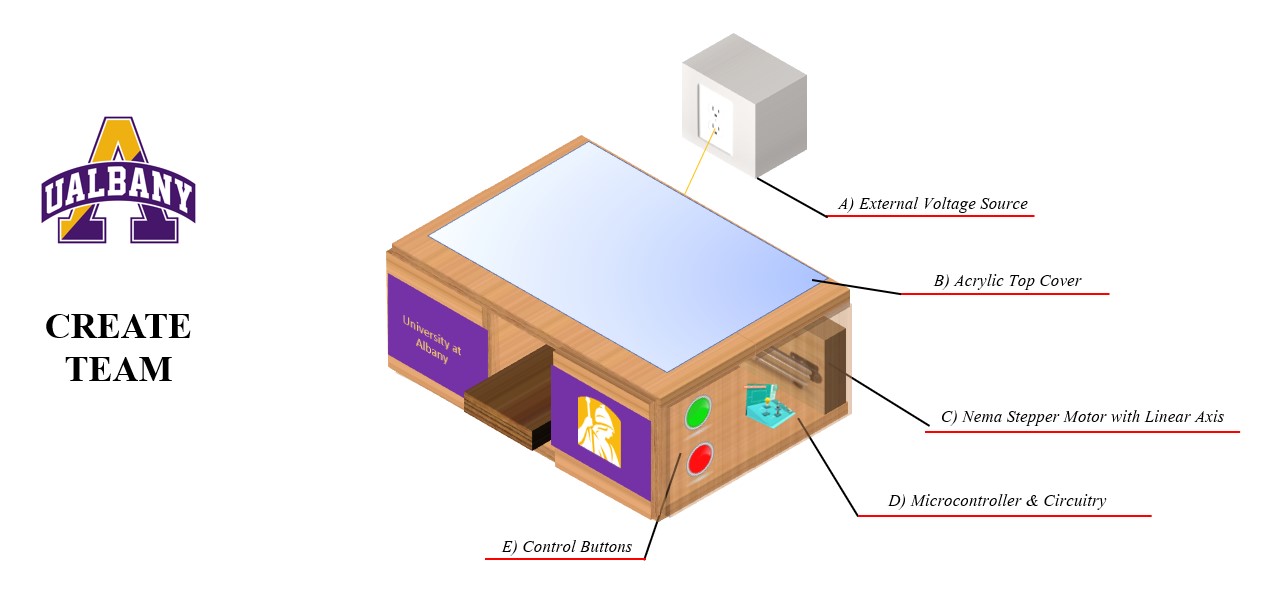 UALBANY
CREATE
TEAM
A) External Voltage Source
B) Acrylic Top Cover
University at
Albany
C) Nema Stepper Motor with Linear Axis
D) Microcontroller & Circuitry
E) Control Buttons